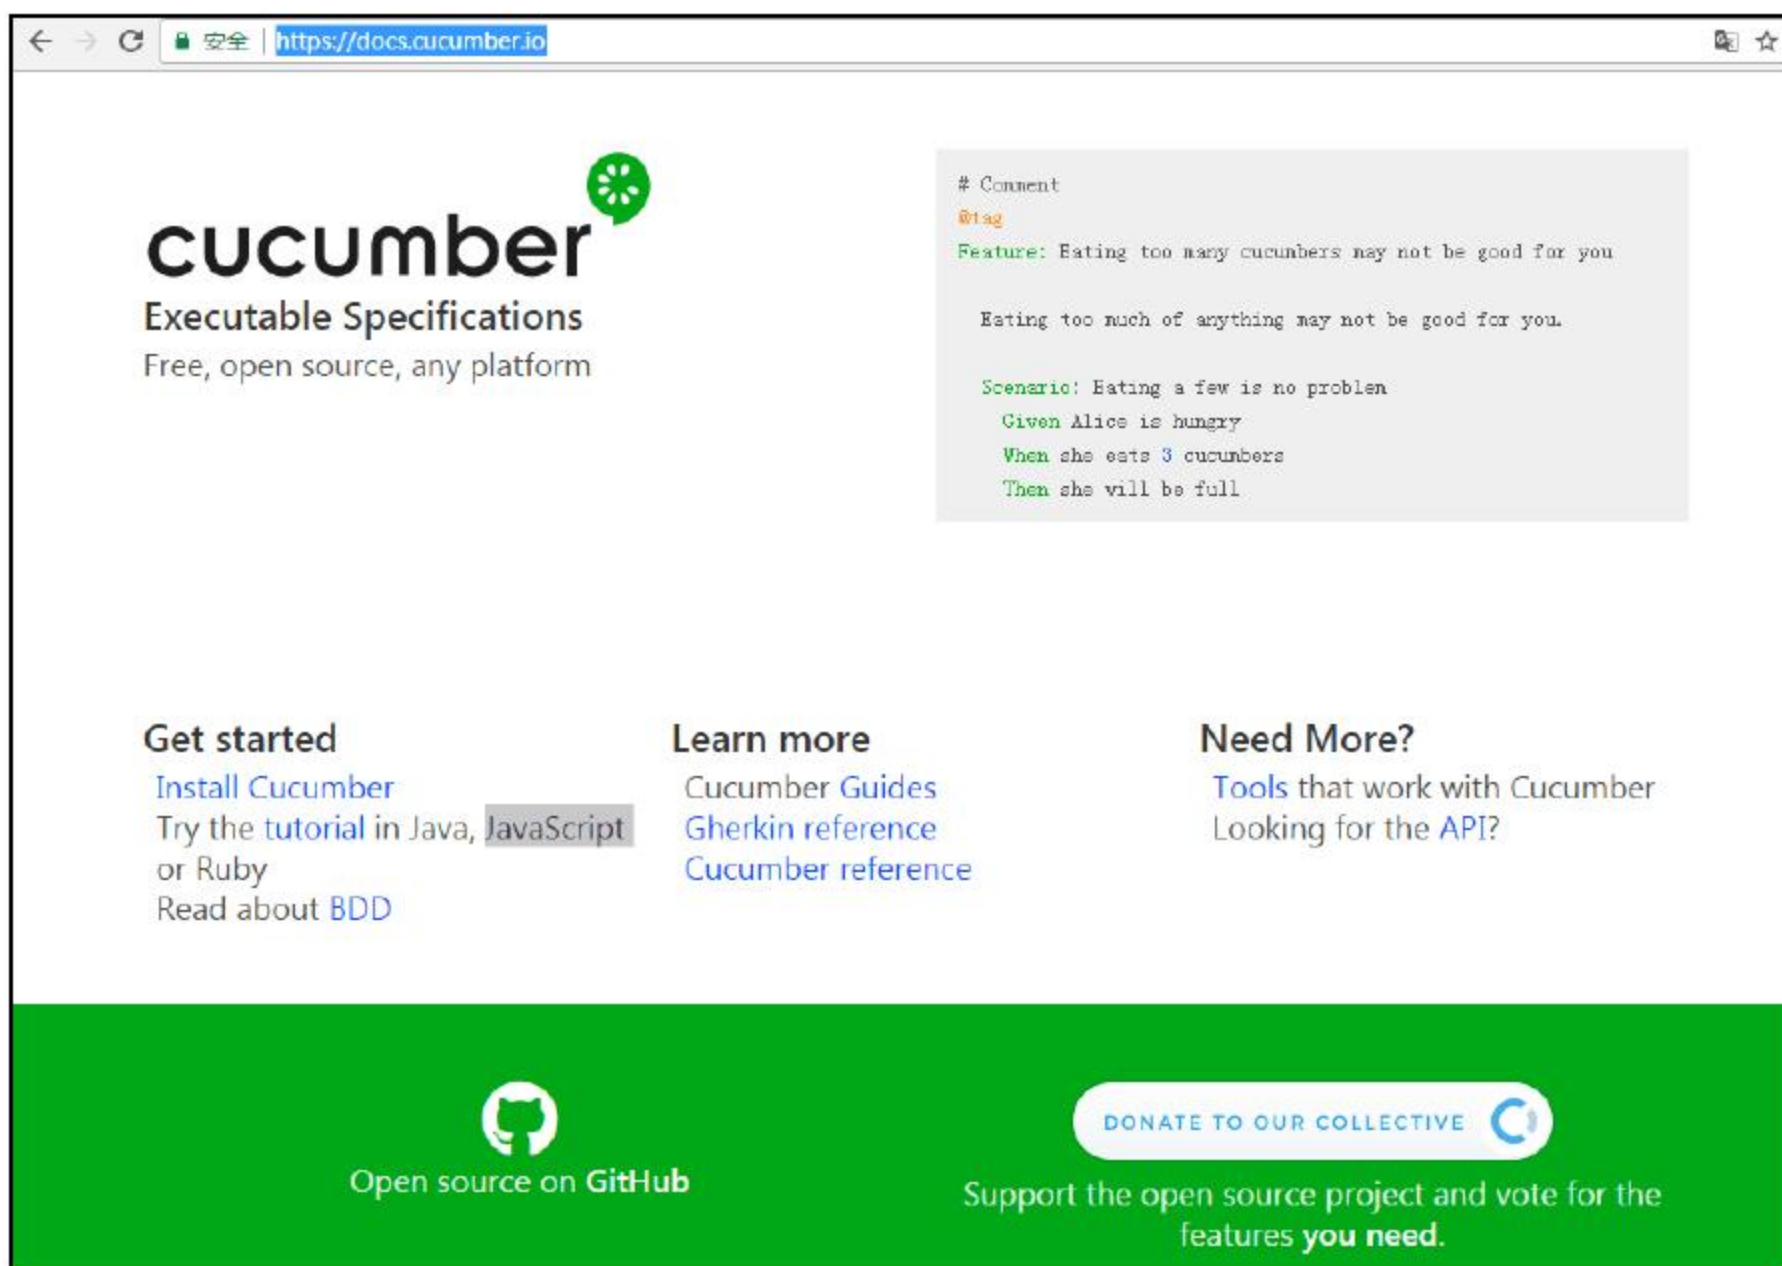 安全 https://docs.cucumber.io
cucumber
Executable Specifications
Free, open source, any platform
# Comment
@tag
Feature: Eating too many cucumbers may not be good for you
Eating too much of anything may not be good for you.
Scenario: Eating a few is no problem
Given Alice is hungry
When she eats 3 cucumbers
Then she will be full
Get started
Install Cucumber
Try the tutorial in Java, JavaScript
or Ruby
Read about BDD
Learn more
Cucumber Guides
Gherkin reference
Cucumber reference
Need More?
Tools that work with Cucumber
Looking for the API?
Open source on GitHub
DONATE TO OUR COLLECTIVE
Support the open source project and vote for the
features you need.